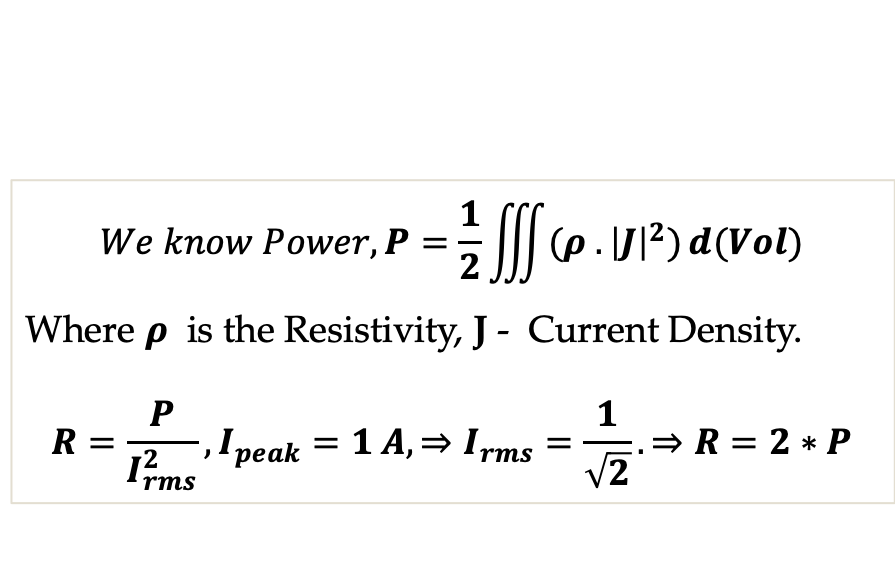 We know Power, P = 1/2 ∭(ρ . |J|²) d(Vol)
Where ρ is the Resistivity, J - Current Density.
R = P/I²rms , Ipeak = 1 A, ⇒ Irms = 1/√2 . ⇒ R = 2 * P